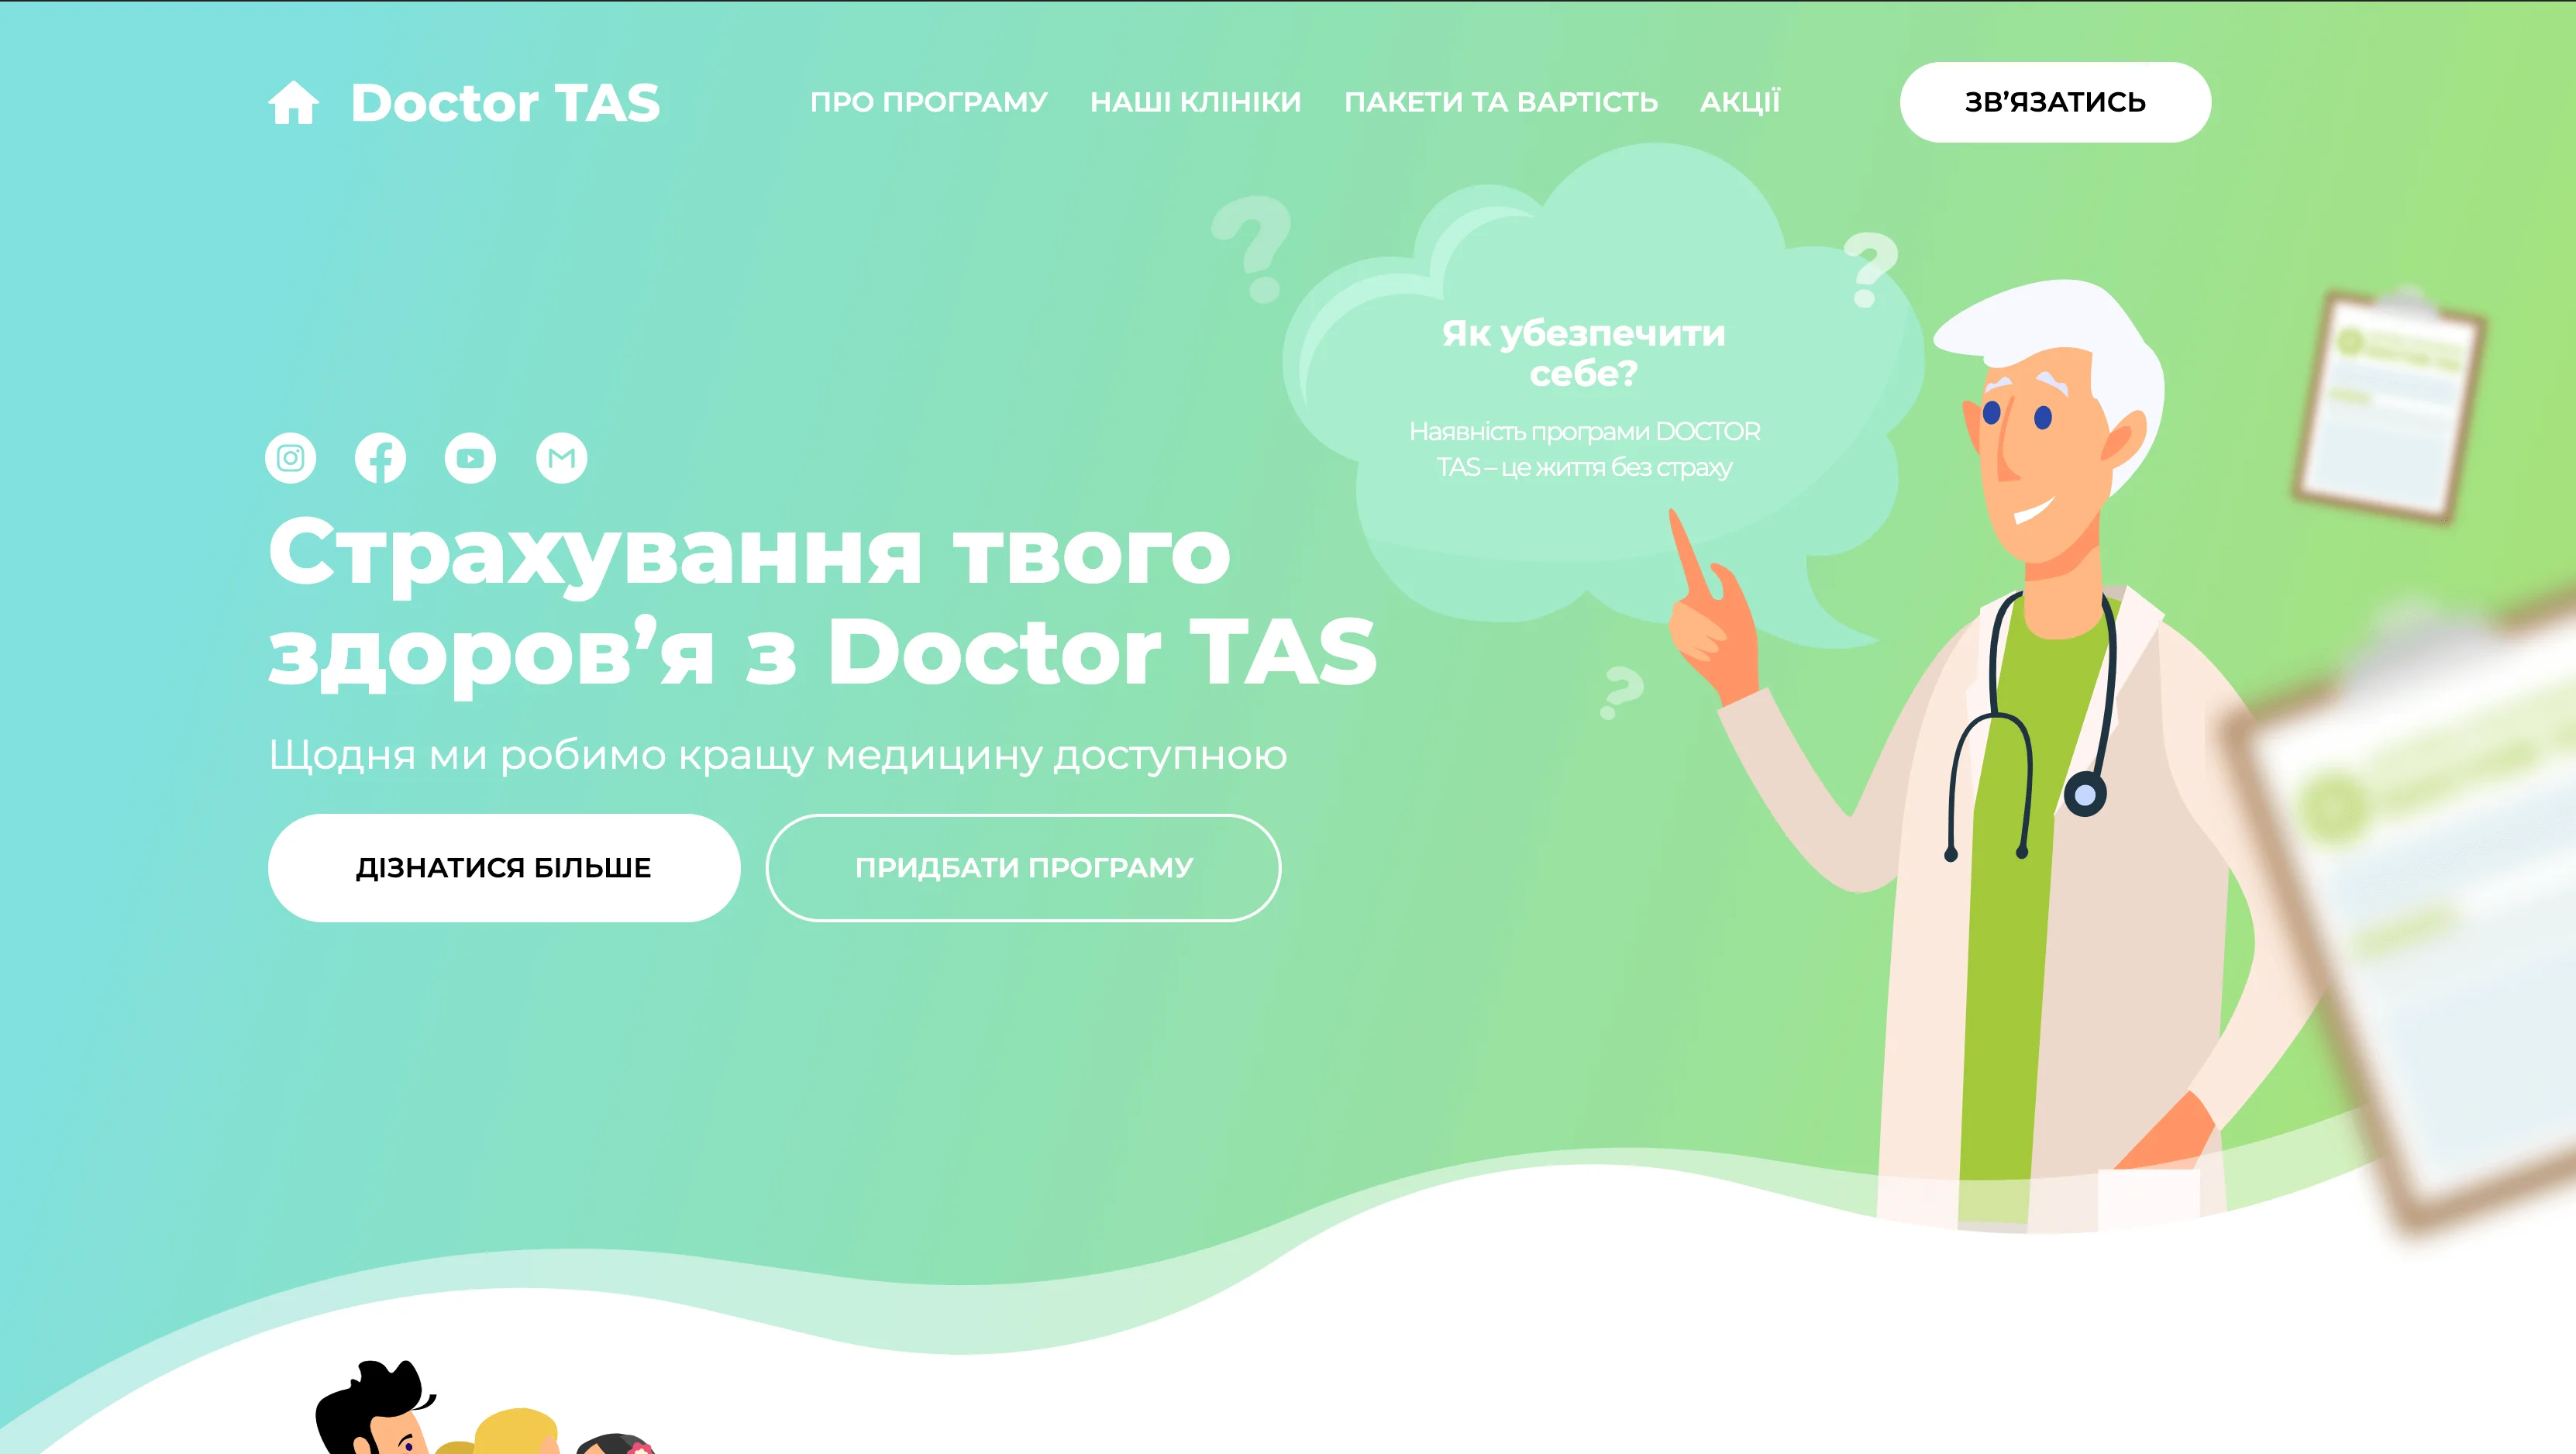 Doctor TAS
ПРО ПРОГРАМУ
НАШІ КЛІНІКИ
ПАКЕТИ ТА ВАРТІСТЬ
АКЦІЇ
ЗВ’ЯЗАТИСЬ
? ?
Як убезпечити
себе?
Наявність програми DOCTOR
TAS – це життя без страху
?
Страхування твого
здоров’я з Doctor TAS
Щодня ми робимо кращу медицину доступною
ДІЗНАТИСЯ БІЛЬШЕ
ПРИДБАТИ ПРОГРАМУ